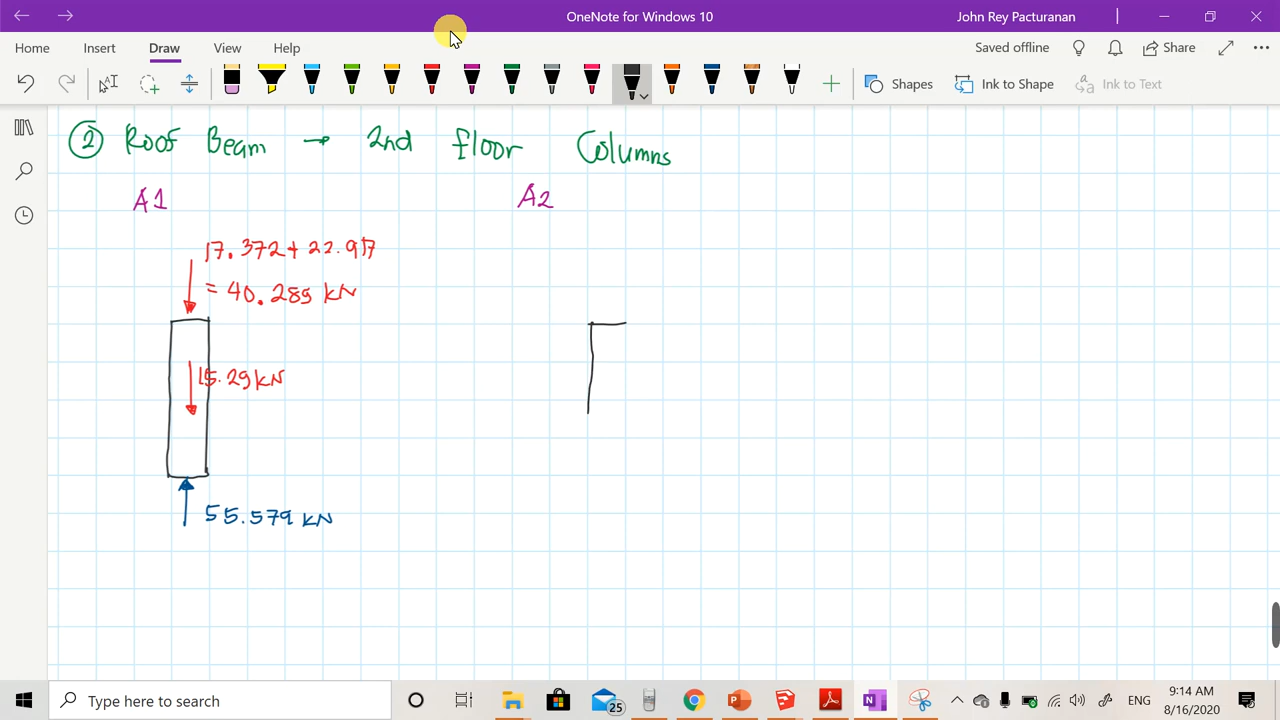 OneNote for Windows 10
John Rey Pacturanan
Home Insert Draw View Help
Saved offline
Share
Shapes
Ink to Shape
Ink to Text
② Roof Beam → 2nd floor Columns
A1
A2
17.372+22.917
= 40.289 kN
15.29 kN
55.579 kN
Type here to search
25
ENG
9:14 AM
8/16/2020